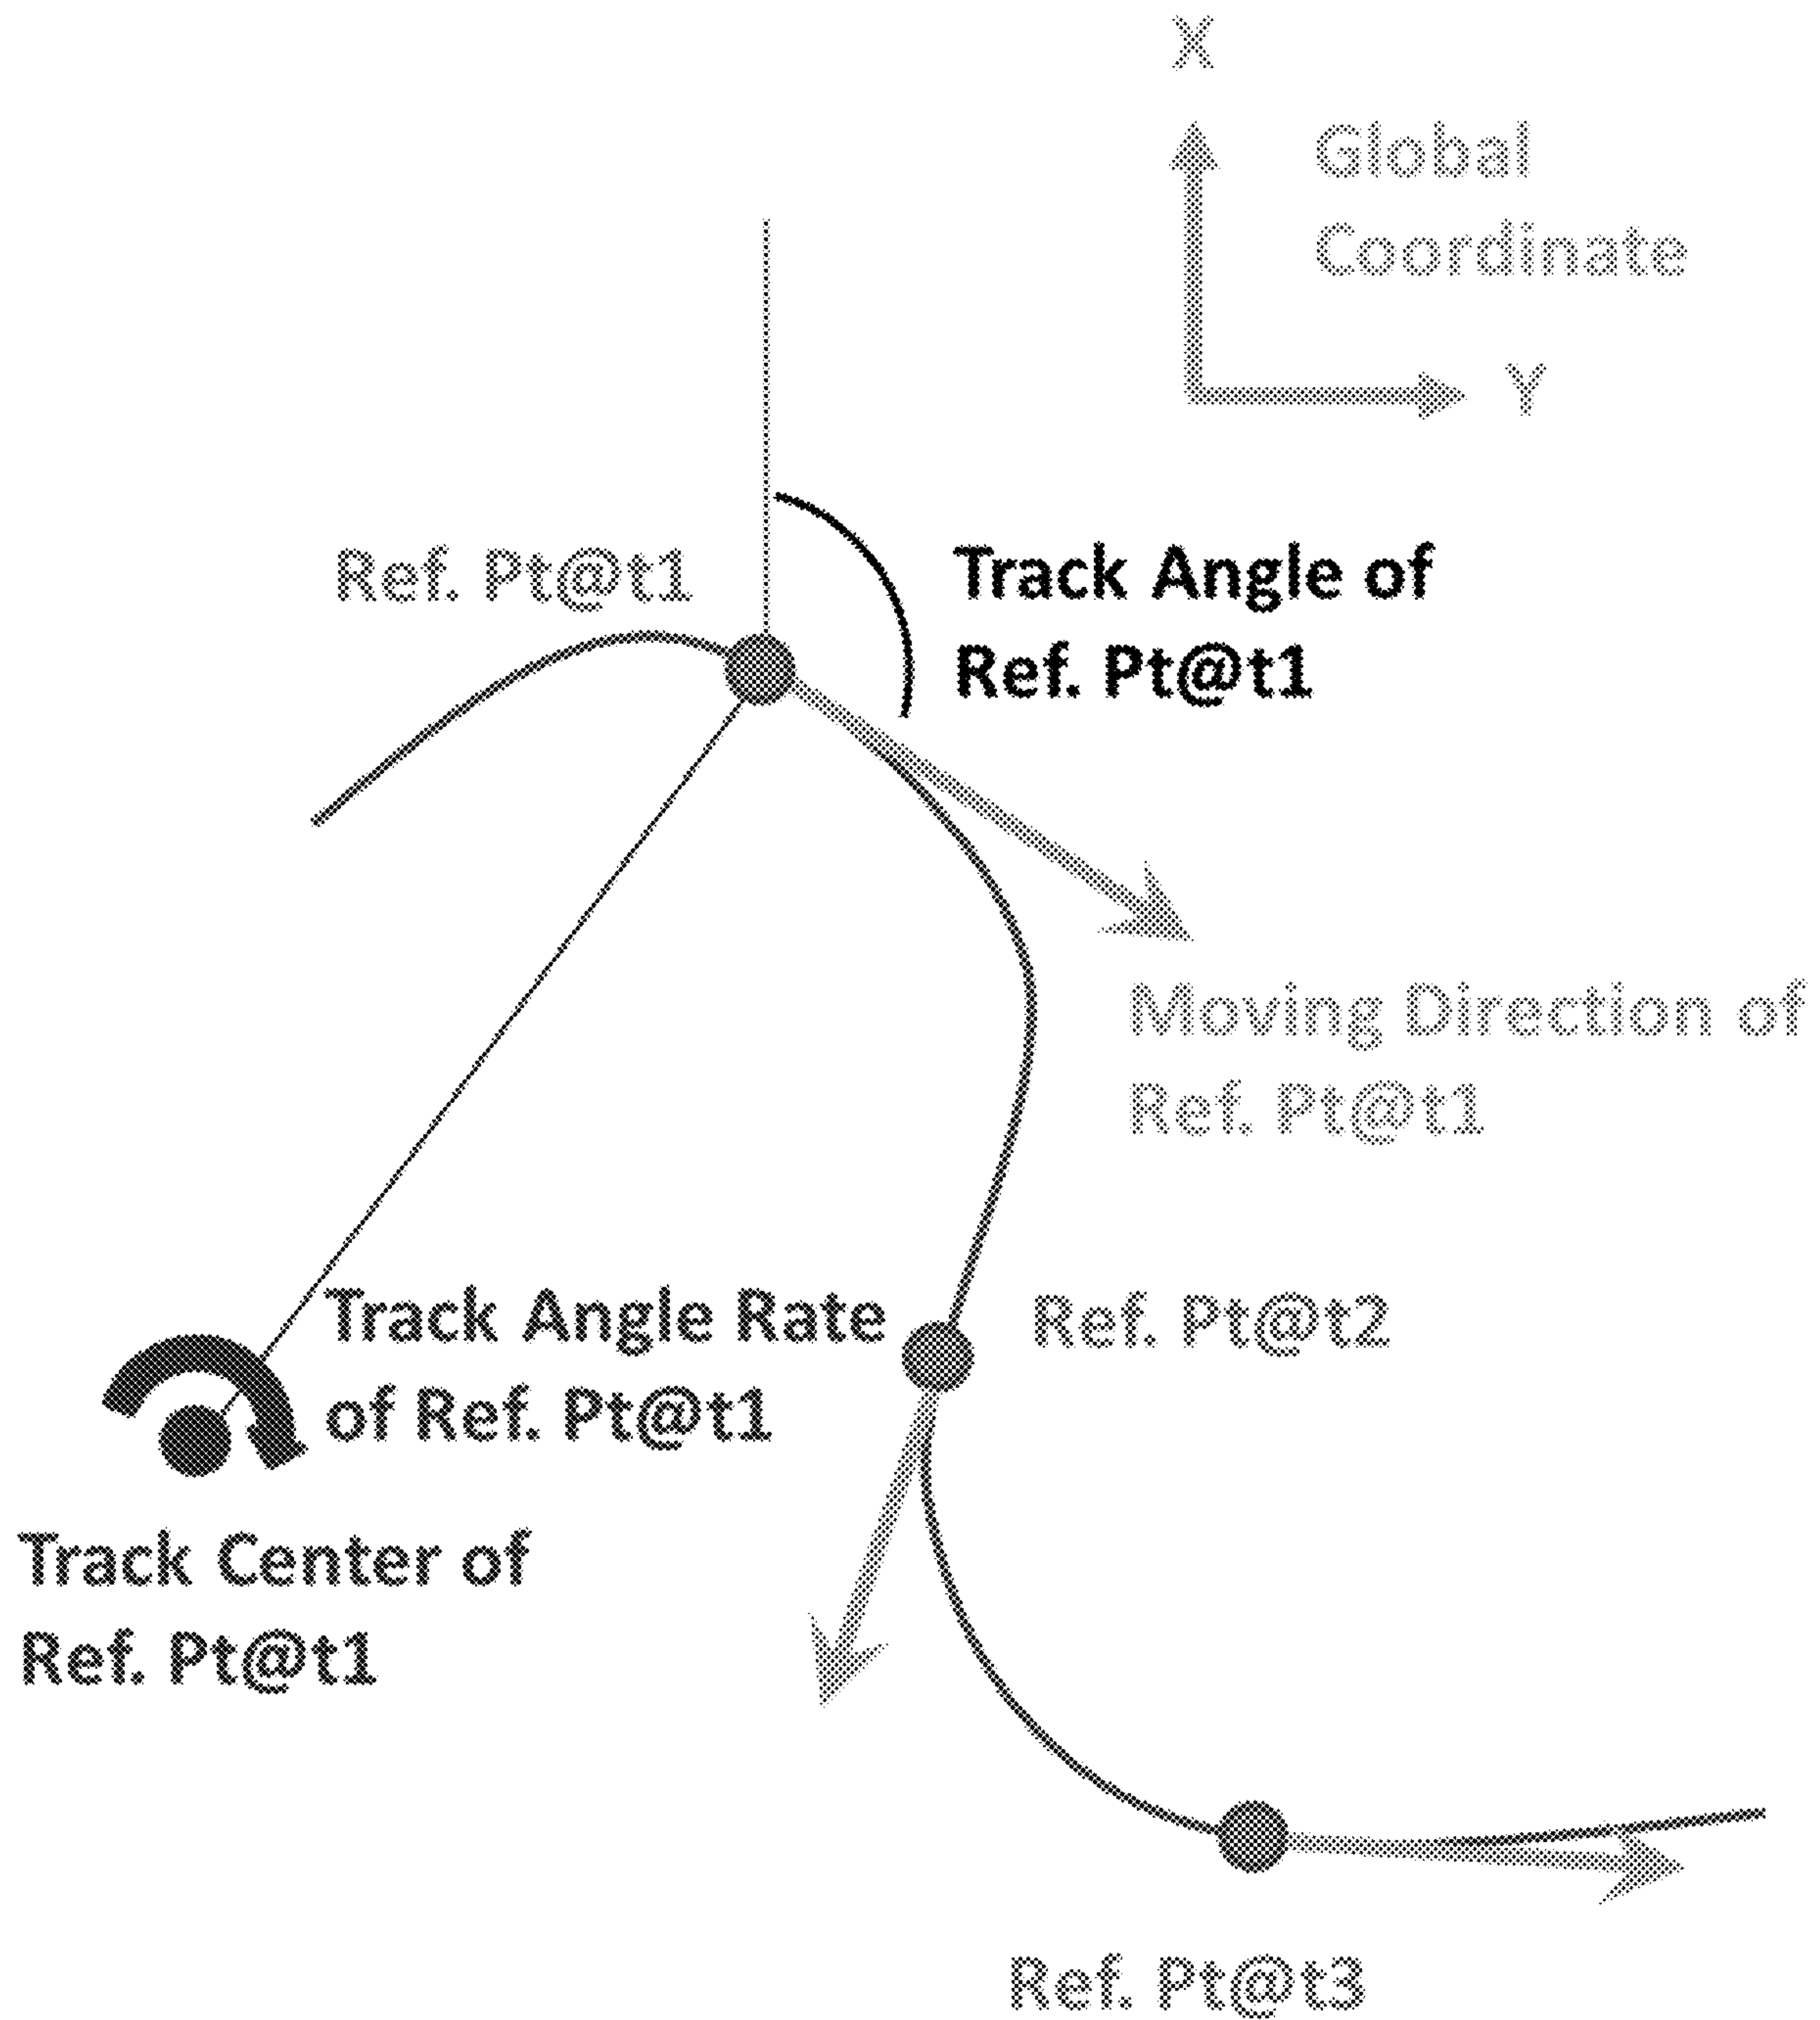 X
Global
Coordinate
Y
Ref. Pt@t1
Track Angle of
Ref. Pt@t1
Moving Direction of
Ref. Pt@t1
Track Angle Rate
of Ref. Pt@t1
Ref. Pt@t2
Track Center of
Ref. Pt@t1
Ref. Pt@t3